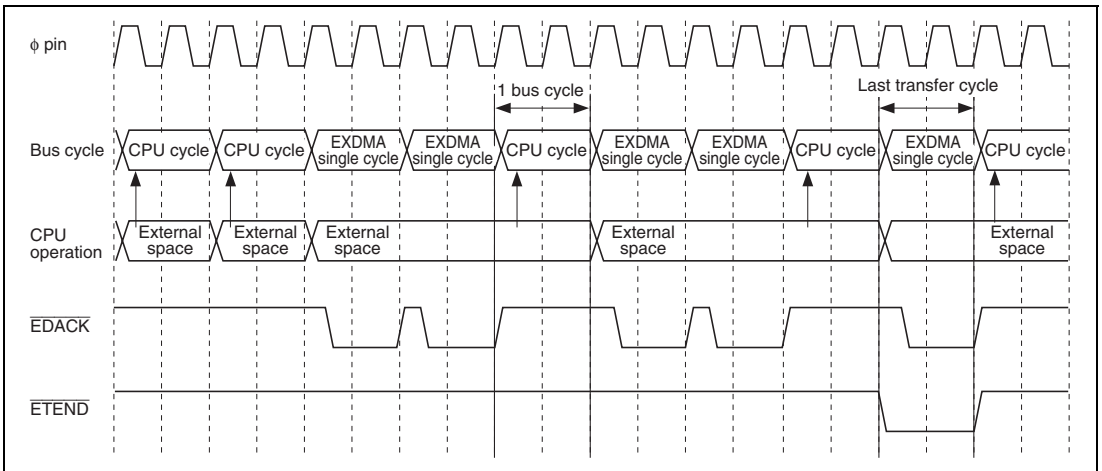 φ pin
1 bus cycle
Last transfer cycle
Bus cycle
CPU cycle
CPU cycle
EXDMA
single cycle
EXDMA
single cycle
CPU cycle
EXDMA
single cycle
EXDMA
single cycle
CPU cycle
EXDMA
single cycle
CPU cycle
CPU
operation
External
space
External
space
External
space
External
space
External
space
EDACK
ETEND